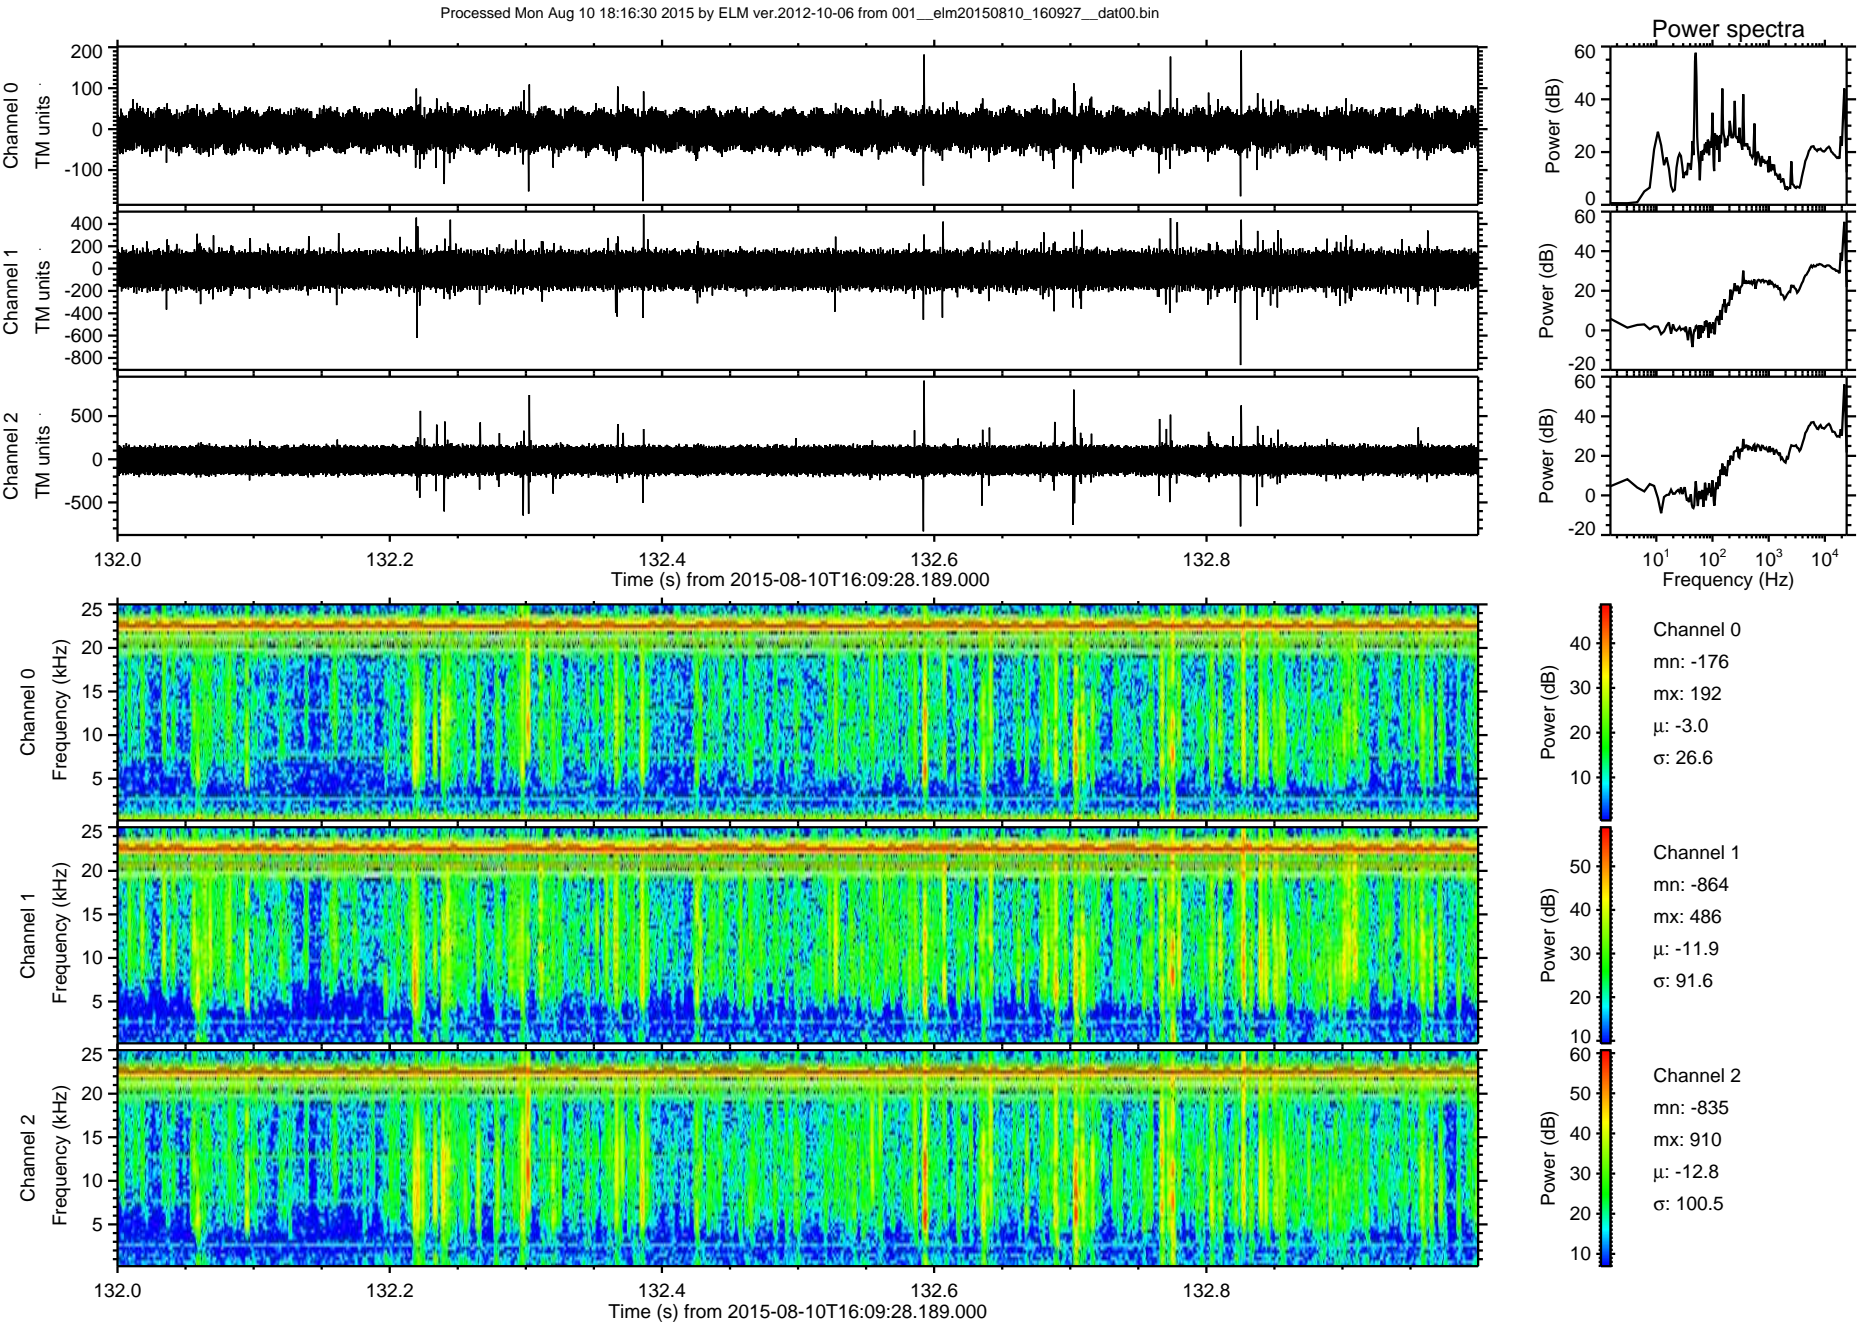 Processed Mon Aug 10 18:16:30 2015 by ELM ver.2012-10-06 from 001__elm20150810_160927__dat00.bin
Power spectra
Channel 0
TM units
200
100
0
-100
Power (dB)
60
40
20
0
Channel 1
TM units
400
200
0
-200
-400
-600
-800
Power (dB)
60
40
20
0
-20
Channel 2
TM units
500
0
-500
Power (dB)
60
40
20
0
-20
132.0 132.2 132.4 132.6 132.8
Time (s) from 2015-08-10T16:09:28.189.000
10^1 10^2 10^3 10^4
Frequency (Hz)
Channel 0
Frequency (kHz)
25
20
15
10
5
Power (dB)
40
30
20
10
Channel 0
mn: -176
mx: 192
μ: -3.0
σ: 26.6
Channel 1
Frequency (kHz)
25
20
15
10
5
Power (dB)
50
40
30
20
10
Channel 1
mn: -864
mx: 486
μ: -11.9
σ: 91.6
Channel 2
Frequency (kHz)
25
20
15
10
5
Power (dB)
60
50
40
30
20
10
Channel 2
mn: -835
mx: 910
μ: -12.8
σ: 100.5
132.0 132.2 132.4 132.6 132.8
Time (s) from 2015-08-10T16:09:28.189.000